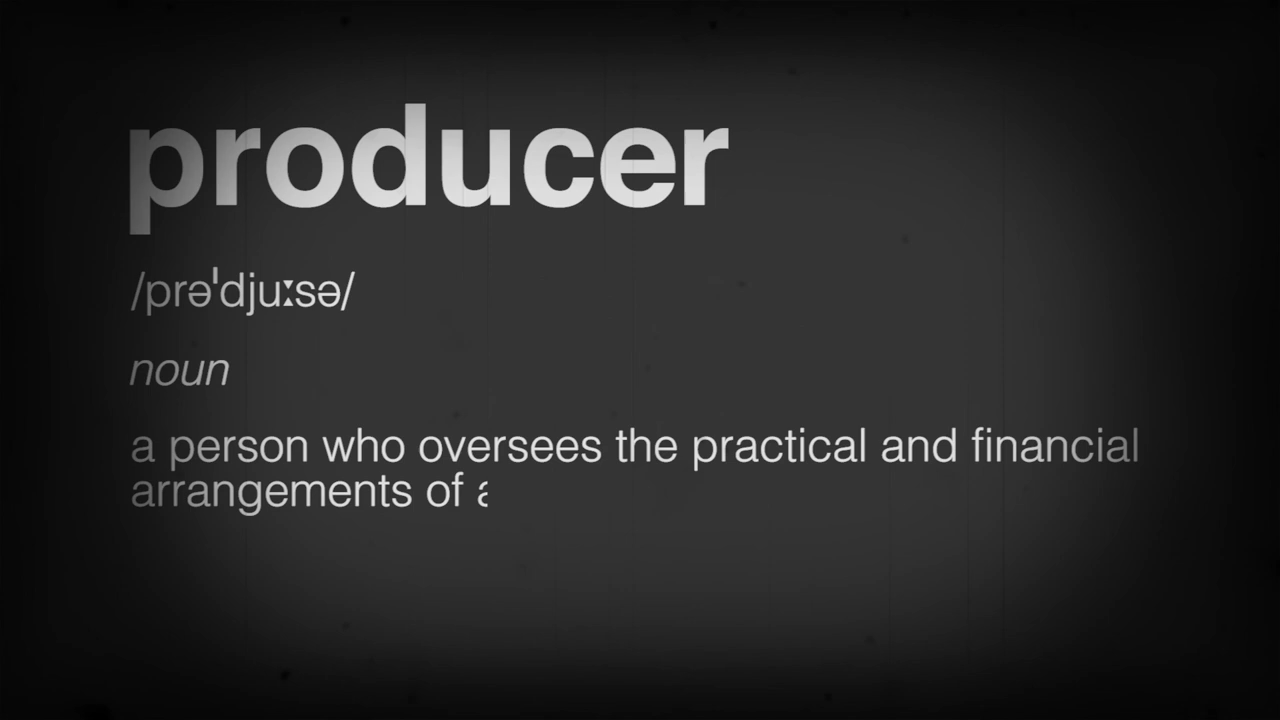 producer
/prəˈdjuːsə/
noun
a person who oversees the practical and financial
arrangements of